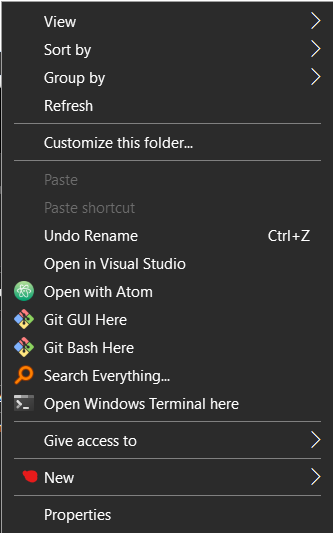 View
Sort by
Group by
Refresh
Customize this folder...
Paste
Paste shortcut
Undo Rename Ctrl+Z
Open in Visual Studio
Open with Atom
Git GUI Here
Git Bash Here
Search Everything...
Open Windows Terminal here
Give access to
New
Properties